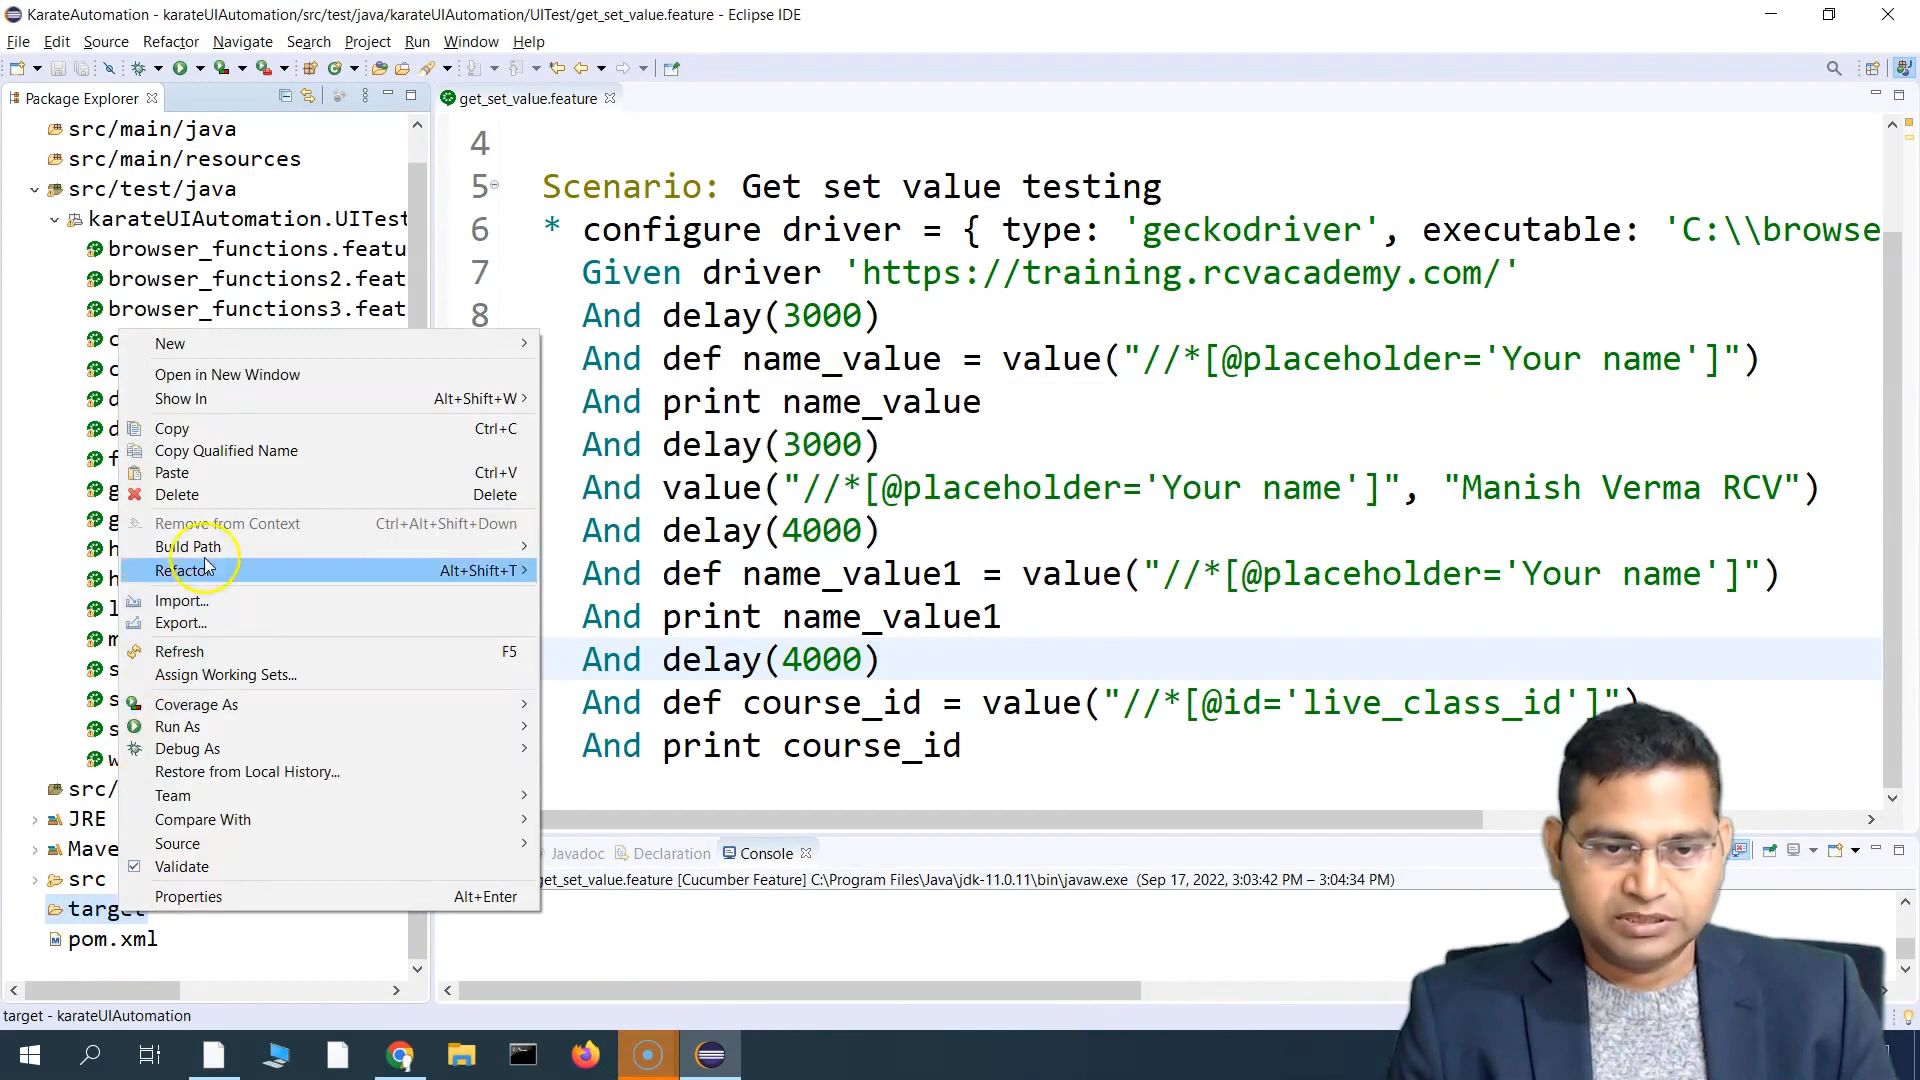 KarateAutomation - karateUIAutomation/src/test/java/karateUIAutomation/UITest/get_set_value.feature - Eclipse IDE
File Edit Source Refactor Navigate Search Project Run Window Help
Package Explorer
src/main/java
src/main/resources
src/test/java
karateUIAutomation.UITest
browser_functions.featu
browser_functions2.feat
browser_functions3.feat
src/
JRE
Mave
src
target
pom.xml
New
Open in New Window
Show In Alt+Shift+W
Copy Ctrl+C
Copy Qualified Name
Paste Ctrl+V
Delete Delete
Remove from Context Ctrl+Alt+Shift+Down
Build Path
Refactor Alt+Shift+T
Import...
Export...
Refresh F5
Assign Working Sets...
Coverage As
Run As
Debug As
Restore from Local History...
Team
Compare With
Source
Validate
Properties Alt+Enter
get_set_value.feature
4
5 Scenario: Get set value testing
6 * configure driver = { type: 'geckodriver', executable: 'C:\\browse
7 Given driver 'https://training.rcvacademy.com/'
8 And delay(3000)
And def name_value = value("//*[@placeholder='Your name']")
And print name_value
And delay(3000)
And value("//*[@placeholder='Your name']", "Manish Verma RCV")
And delay(4000)
And def name_value1 = value("//*[@placeholder='Your name']")
And print name_value1
And delay(4000)
And def course_id = value("//*[@id='live_class_id']")
And print course_id
Javadoc Declaration Console
get_set_value.feature [Cucumber Feature] C:\Program Files\Java\jdk-11.0.11\bin\javaw.exe (Sep 17, 2022, 3:03:42 PM – 3:04:34 PM)
target - karateUIAutomation